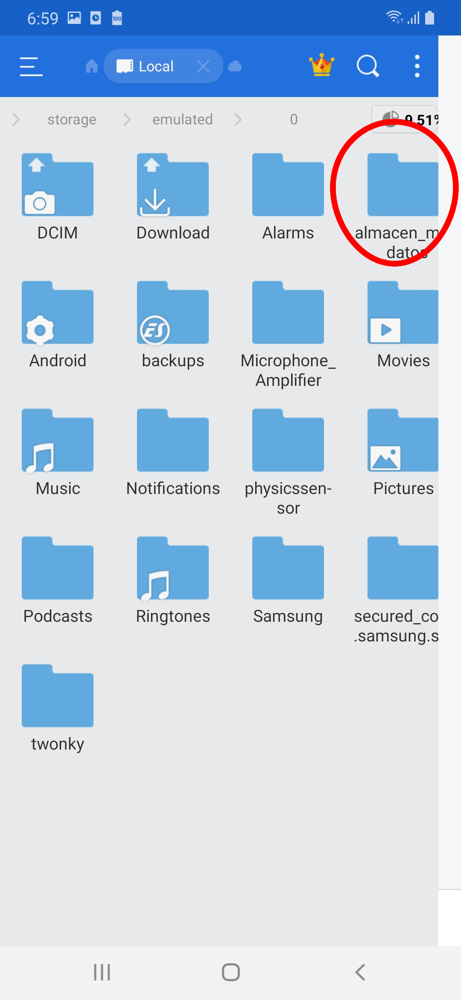 6:59 100
Local
storage emulated 0 9.51%
DCIM Download Alarms almacen_m
_datos
Android backups Microphone_
Amplifier Movies
Music Notifications physicssen-
sor Pictures
Podcasts Ringtones Samsung secured_co
.samsung.s
twonky